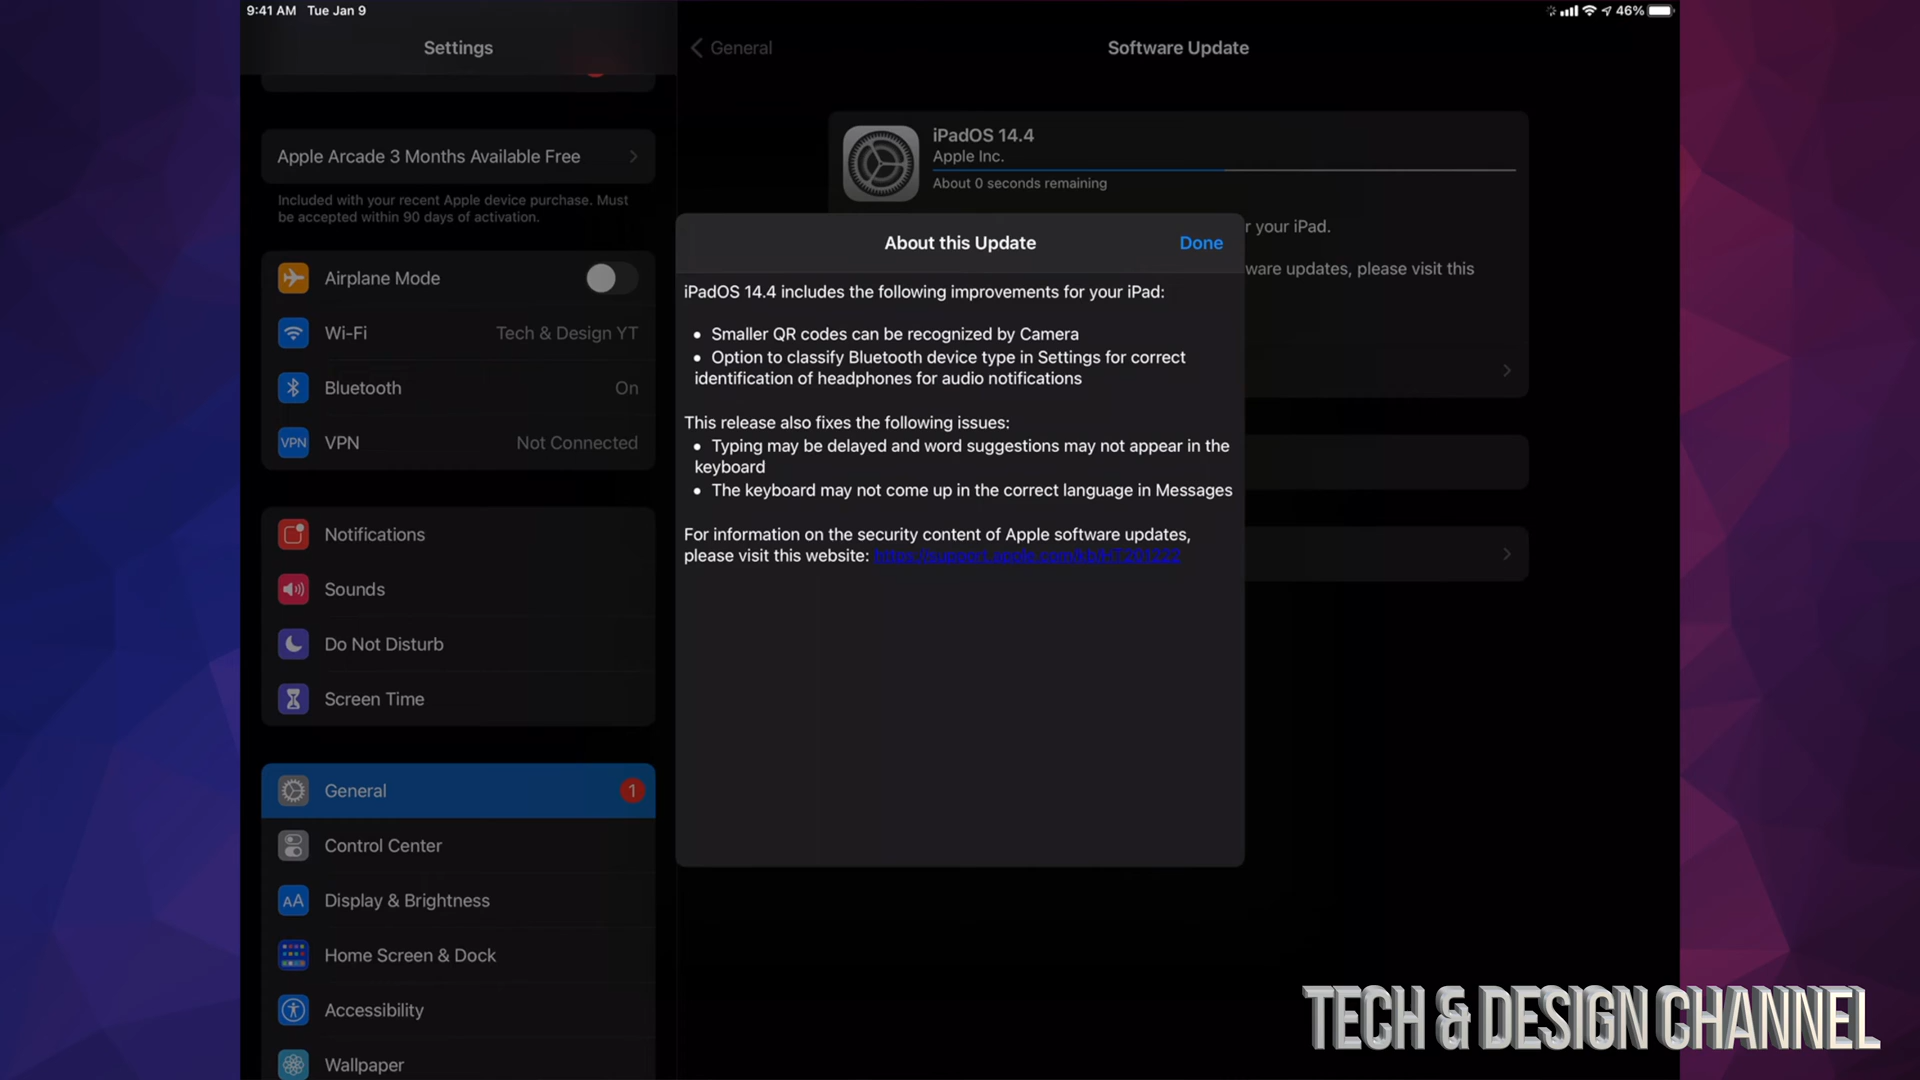 9:41 AM Tue Jan 9
46%
Settings
General
Software Update
Apple Arcade 3 Months Available Free
Included with your recent Apple device purchase. Must
be accepted within 90 days of activation.
Airplane Mode
Wi-Fi Tech & Design YT
Bluetooth On
VPN VPN Not Connected
Notifications
Sounds
Do Not Disturb
Screen Time
General 1
Control Center
AA Display & Brightness
Home Screen & Dock
Accessibility
Wallpaper
iPadOS 14.4
Apple Inc.
About 0 seconds remaining
r your iPad.
ware updates, please visit this
About this Update
Done
iPadOS 14.4 includes the following improvements for your iPad:
• Smaller QR codes can be recognized by Camera
• Option to classify Bluetooth device type in Settings for correct
identification of headphones for audio notifications
This release also fixes the following issues:
• Typing may be delayed and word suggestions may not appear in the
keyboard
• The keyboard may not come up in the correct language in Messages
For information on the security content of Apple software updates,
please visit this website: https://support.apple.com/kb/HT201222
TECH & DESIGN CHANNEL